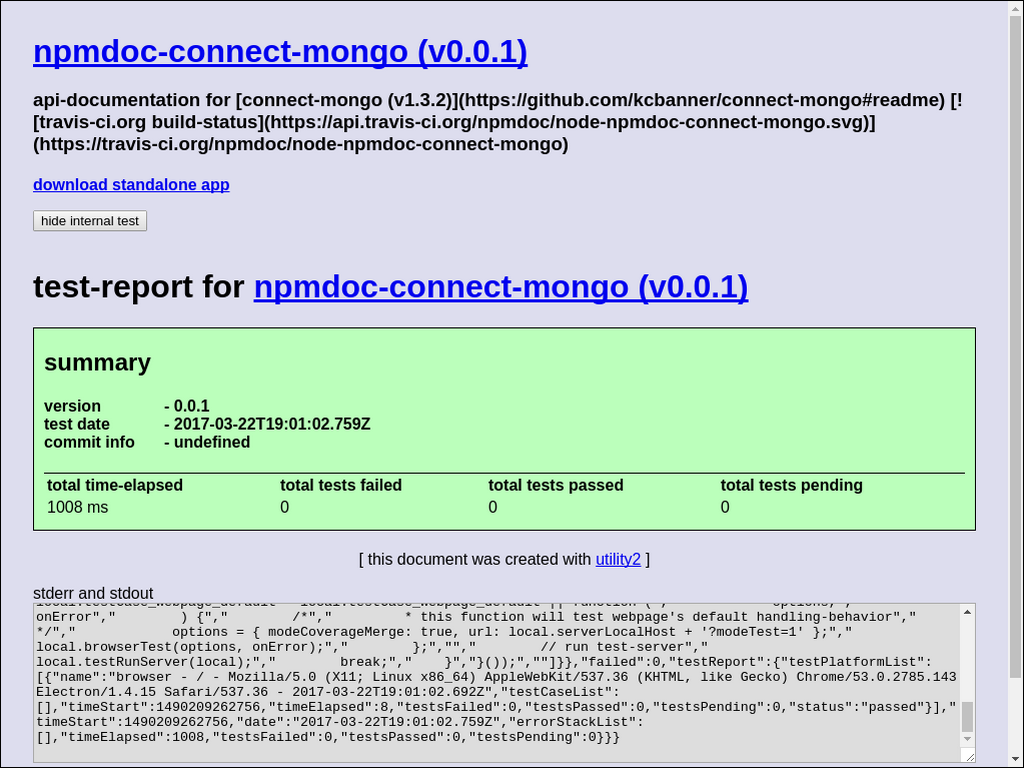 npmdoc-connect-mongo (v0.0.1)
api-documentation for [connect-mongo (v1.3.2)](https://github.com/kcbanner/connect-mongo#readme) [!
[travis-ci.org build-status](https://api.travis-ci.org/npmdoc/node-npmdoc-connect-mongo.svg)]
(https://travis-ci.org/npmdoc/node-npmdoc-connect-mongo)
download standalone app
hide internal test
test-report for npmdoc-connect-mongo (v0.0.1)
summary
version - 0.0.1
test date - 2017-03-22T19:01:02.759Z
commit info - undefined
total time-elapsed total tests failed total tests passed total tests pending
1008 ms 0 0 0
[ this document was created with utility2 ]
stderr and stdout
onError","        ) {","        /*","         * this function will test webpage's default handling-behavior","
*/","            options = { modeCoverageMerge: true, url: local.serverLocalHost + '?modeTest=1' };","
local.browserTest(options, onError);","        };","","        // run test-server","
local.testRunServer(local);","        break;","    }","}());",""]}},"failed":0,"testReport":{"testPlatformList":
[{"name":"browser - / - Mozilla/5.0 (X11; Linux x86_64) AppleWebKit/537.36 (KHTML, like Gecko) Chrome/53.0.2785.143
Electron/1.4.15 Safari/537.36 - 2017-03-22T19:01:02.692Z","testCaseList":
[],"timeStart":1490209262756,"timeElapsed":8,"testsFailed":0,"testsPassed":0,"testsPending":0,"status":"passed"}],"
timeStart":1490209262756,"date":"2017-03-22T19:01:02.759Z","errorStackList":
[],"timeElapsed":1008,"testsFailed":0,"testsPassed":0,"testsPending":0}}}